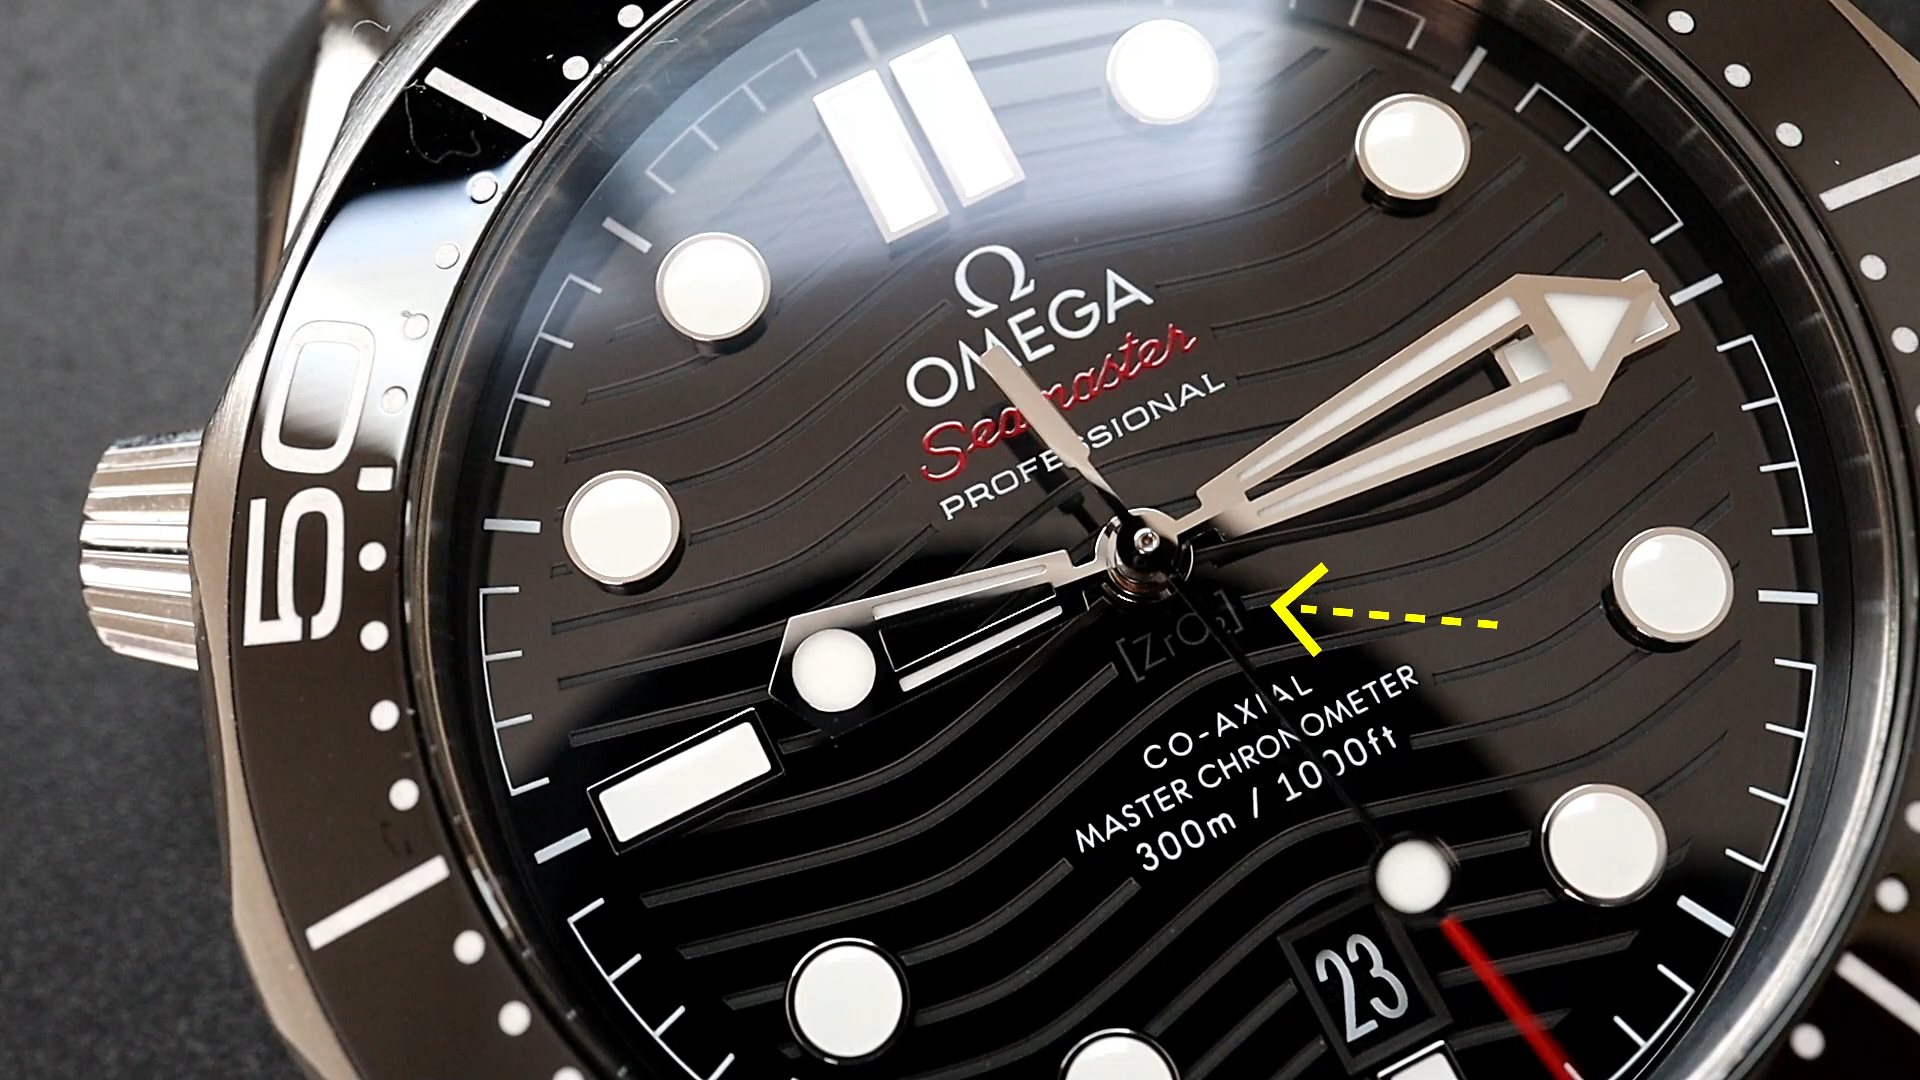 Ω
OMEGA
Seamaster
PROFESSIONAL
[ZrO₂]
CO-AXIAL
MASTER CHRONOMETER
300m / 1000ft
23
50